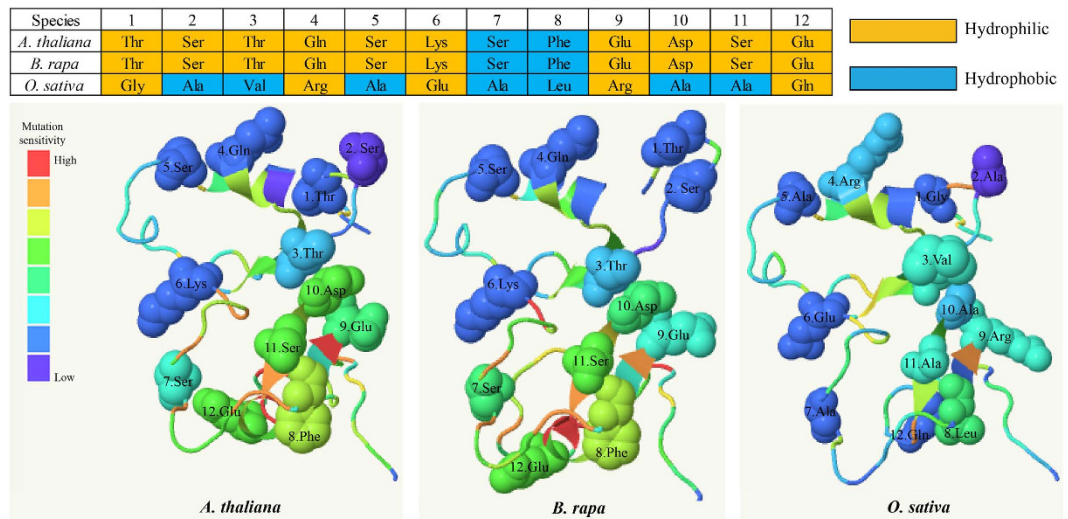 Species 1 2 3 4 5 6 7 8 9 10 11 12
A. thaliana Thr Ser Thr Gln Ser Lys Ser Phe Glu Asp Ser Glu
B. rapa Thr Ser Thr Gln Ser Lys Ser Phe Glu Asp Ser Glu
O. sativa Gly Ala Val Arg Ala Glu Ala Leu Arg Ala Ala Gln
Hydrophilic
Hydrophobic
Mutation
sensitivity
High
Low
4.Gln
2. Ser
5.Ser
1.Thr
3.Thr
6.Lys
10.Asp
9.Glu
11.Ser
7.Ser
12.Glu
8.Phe
A. thaliana
1.Thr
4.Gln
5.Ser
2. Ser
3.Thr
6.Lys
10.Asp
9.Glu
11.Ser
7.Ser
8.Phe
12.Glu
B. rapa
2.Ala
4.Arg
5.Ala
1.Gly
3.Val
10.Ala
6.Glu
9.Arg
11.Ala
7.Ala
12.Gln
8.Leu
O. sativa